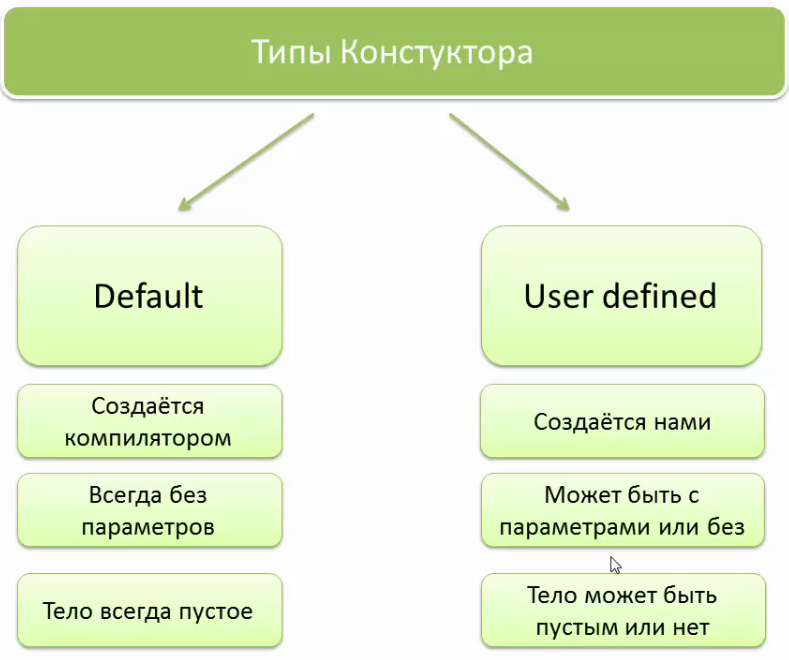 Типы Констуктора
Default
User defined
Создаётся
компилятором
Создаётся нами
Всегда без
параметров
Может быть с
параметрами или без
Тело всегда пустое
Тело может быть
пустым или нет